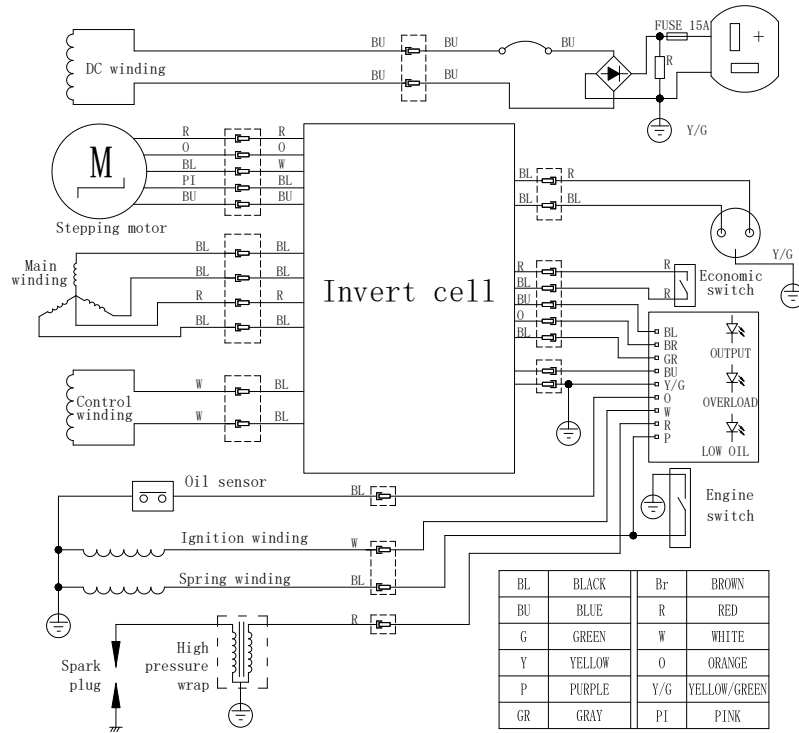 DC winding
BU BU BU
BU BU
FUSE 15A
R
+
Y/G
M
Stepping motor
R R
O O
BL W
PI BL
BU BU
Main
winding
BL BL
BL BL
R R
BL BL
Control
winding
W BL
W BL
Invert cell
BL R
BL BL
Y/G
R R
BL R
BU
O
BL
Economic
switch
BL
BR
GR
BU
Y/G
O
W
R
P
OUTPUT
OVERLOAD
LOW OIL
Oil sensor BL
Engine
switch
Ignition winding W
Spring winding BL
R
Spark
plug
High
pressure
wrap
BL BLACK Br BROWN
BU BLUE R RED
G GREEN W WHITE
Y YELLOW O ORANGE
P PURPLE Y/G YELLOW/GREEN
GR GRAY PI PINK